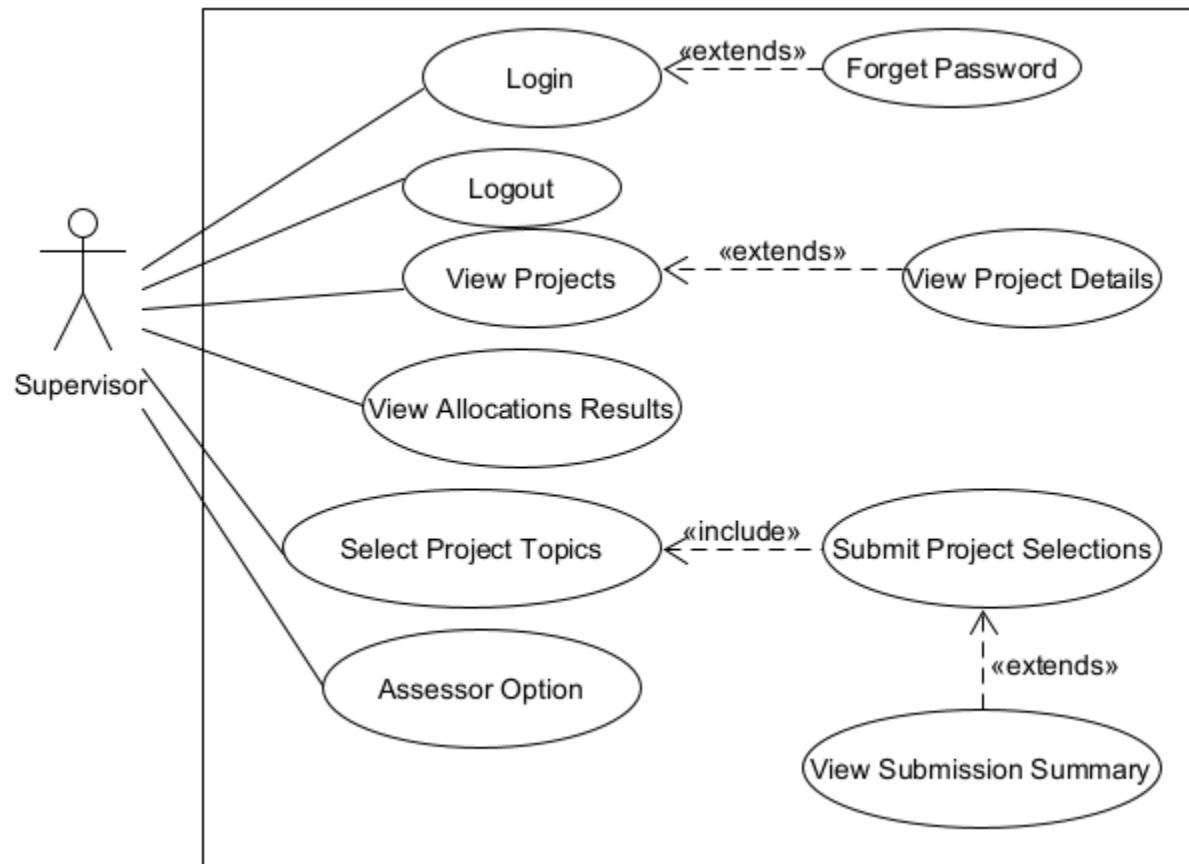 «extends»
Forget Password
Login
Logout
«extends»
View Projects
View Project Details
Supervisor
View Allocations Results
«include»
Select Project Topics
Submit Project Selections
«extends»
Assessor Option
View Submission Summary